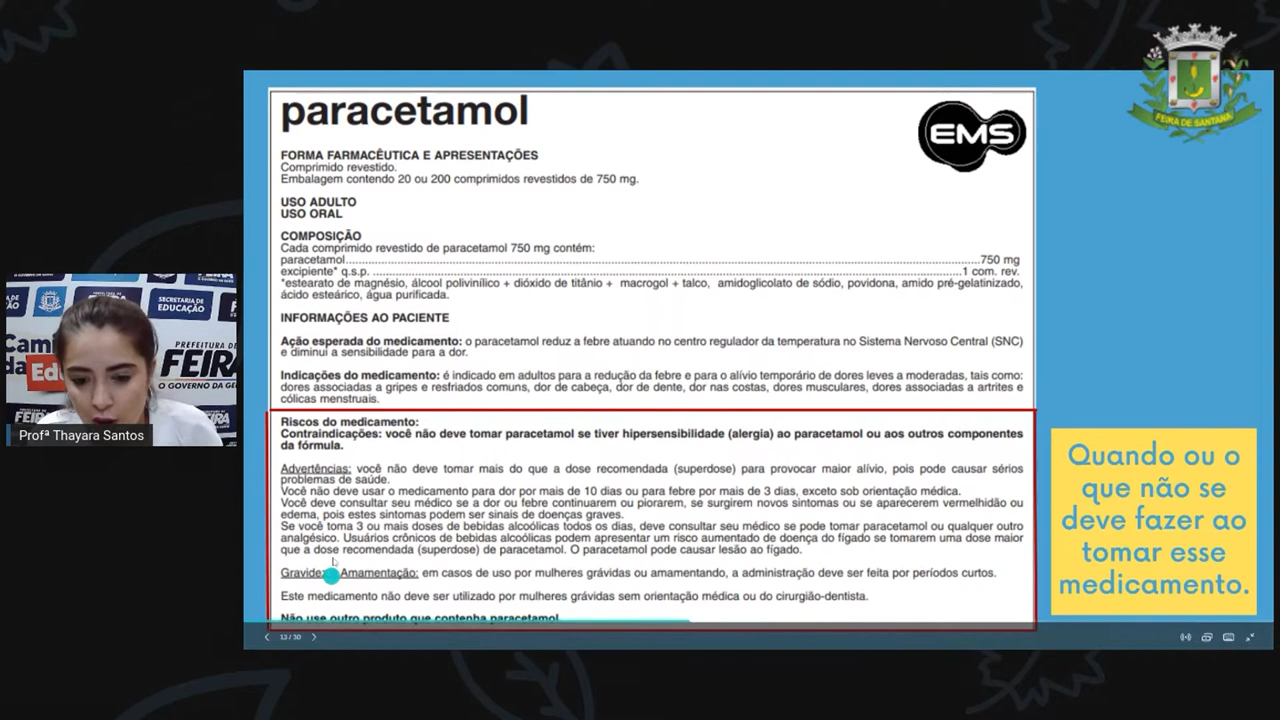 paracetamol
EMS
FORMA FARMACÊUTICA E APRESENTAÇÕES
Comprimido revestido.
Embalagem contendo 20 ou 200 comprimidos revestidos de 750 mg.
USO ADULTO
USO ORAL
COMPOSIÇÃO
Cada comprimido revestido de paracetamol 750 mg contém:
paracetamol..........750 mg
excipiente* q.s.p. ..........1 com. rev.
*estearato de magnésio, álcool polivinílico + dióxido de titânio + macrogol + talco, amidoglicolato de sódio, povidona, amido pré-gelatinizado,
ácido esteárico, água purificada.
INFORMAÇÕES AO PACIENTE
Ação esperada do medicamento: o paracetamol reduz a febre atuando no centro regulador da temperatura no Sistema Nervoso Central (SNC)
e diminui a sensibilidade para a dor.
Indicações do medicamento: é indicado em adultos para a redução da febre e para o alívio temporário de dores leves a moderadas, tais como:
dores associadas a gripes e resfriados comuns, dor de cabeça, dor de dente, dor nas costas, dores musculares, dores associadas a artrites e
cólicas menstruais.
Riscos do medicamento:
Contraindicações: você não deve tomar paracetamol se tiver hipersensibilidade (alergia) ao paracetamol ou aos outros componentes
da fórmula.
Advertências: você não deve tomar mais do que a dose recomendada (superdose) para provocar maior alívio, pois pode causar sérios
problemas de saúde.
Você não deve usar o medicamento para dor por mais de 10 dias ou para febre por mais de 3 dias, exceto sob orientação médica.
Você deve consultar seu médico se a dor ou febre continuarem ou piorarem, se surgirem novos sintomas ou se aparecerem vermelhidão ou
edema, pois estes sintomas podem ser sinais de doenças graves.
Se você toma 3 ou mais doses de bebidas alcoólicas todos os dias, deve consultar seu médico se pode tomar paracetamol ou qualquer outro
analgésico. Usuários crônicos de bebidas alcoólicas podem apresentar um risco aumentado de doença do fígado se tomarem uma dose maior
que a dose recomendada (superdose) de paracetamol. O paracetamol pode causar lesão ao fígado.
Gravidez Amamentação: em casos de uso por mulheres grávidas ou amamentando, a administração deve ser feita por períodos curtos.
Este medicamento não deve ser utilizado por mulheres grávidas sem orientação médica ou do cirurgião-dentista.
Não use outro produto que contenha paracetamol
13 / 30
Quando ou o
que não se
deve fazer ao
tomar esse
medicamento.
FEIRA DE SANTANA
SECRETARIA DE
EDUCAÇÃO
PREFEITURA DE
FEIRA
O GOVERNO DA
Cam
da Ed
Profª Thayara Santos